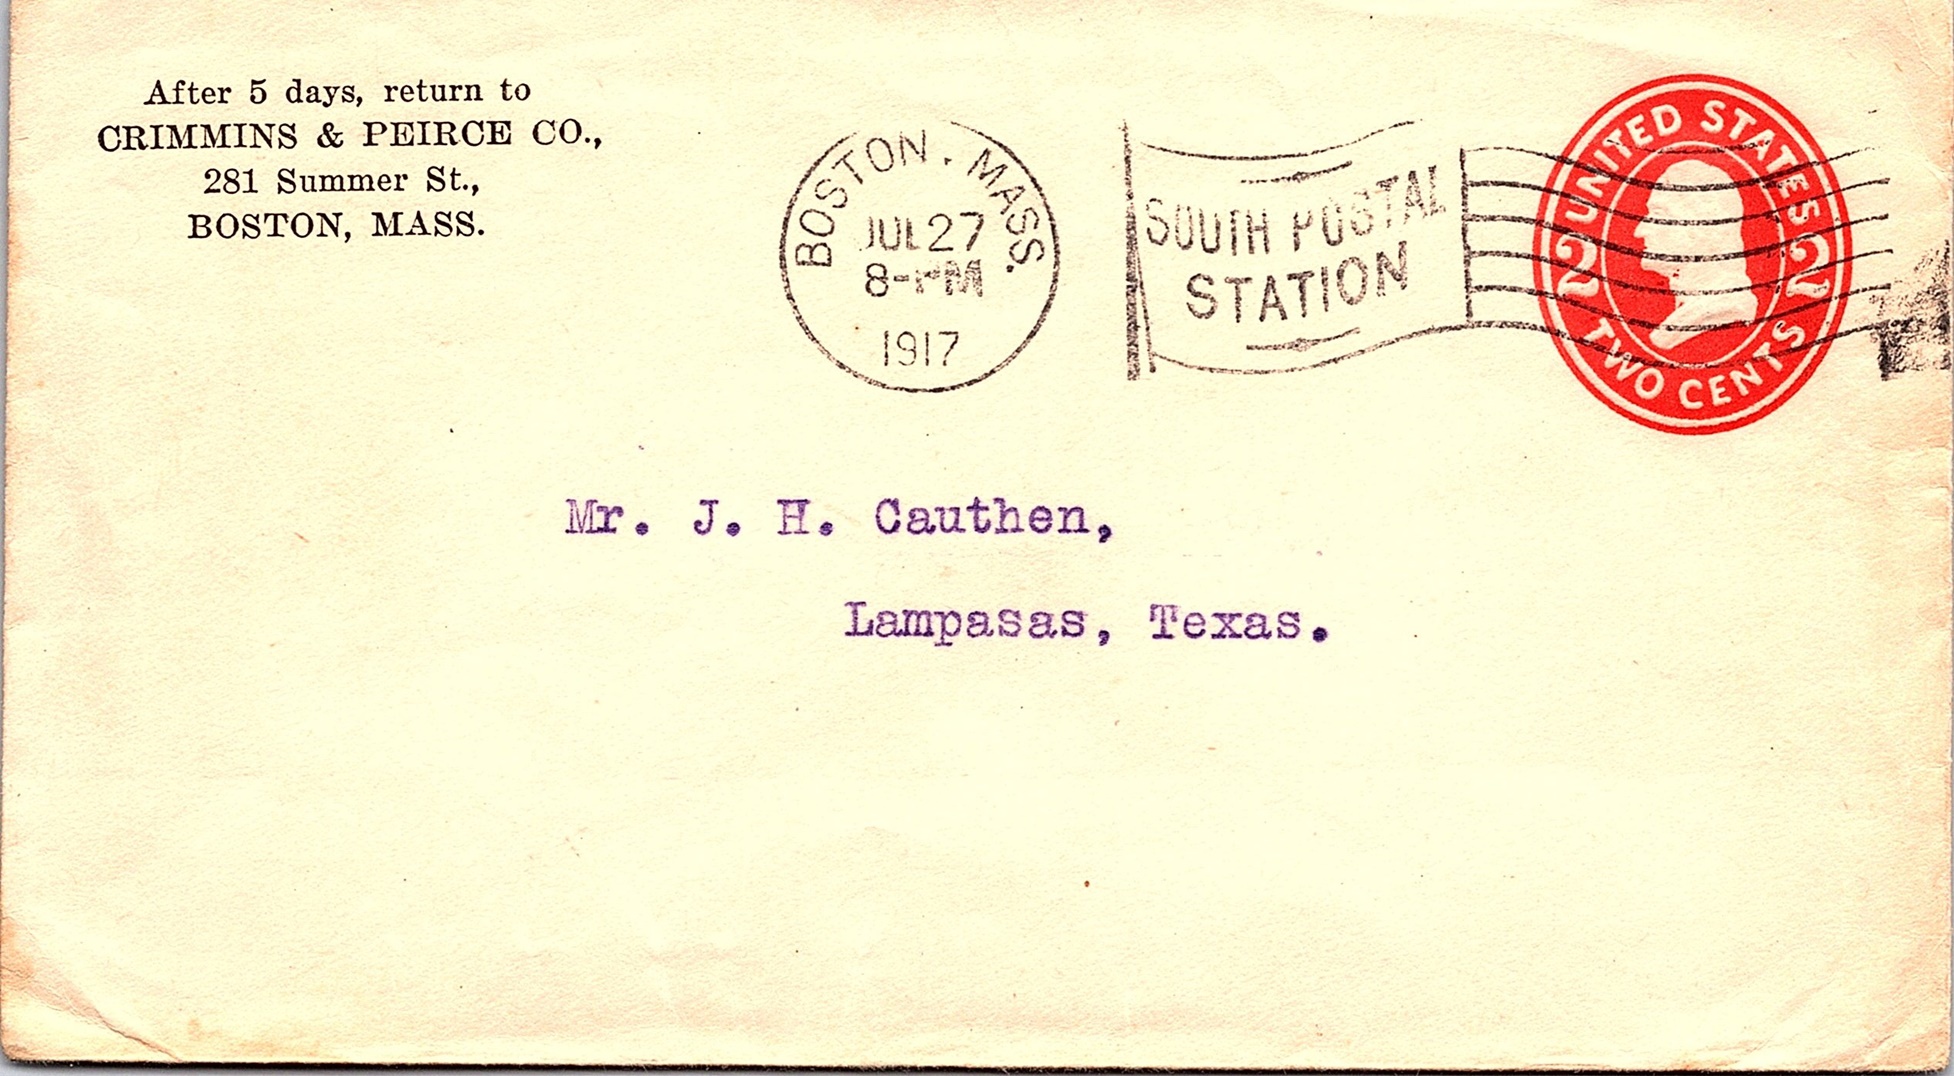 After 5 days, return to
CRIMMINS & PEIRCE CO.,
281 Summer St.,
BOSTON, MASS.
BOSTON, MASS.
JUL 27
8-PM
1917
SOUTH POSTAL
STATION
UNITED STATES
2 2
TWO CENTS
Mr. J. H. Cauthen,
Lampasas, Texas.